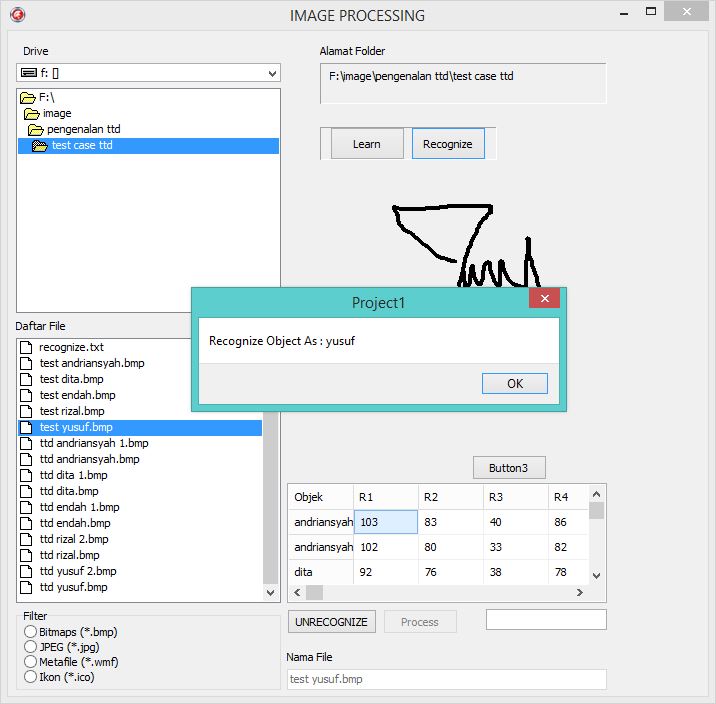 IMAGE PROCESSING
Drive
f: []
F:\
image
pengenalan ttd
test case ttd
Alamat Folder
F:\image\pengenalan ttd\test case ttd
Learn
Recognize
Project1
Recognize Object As : yusuf
OK
Daftar File
recognize.txt
test andriansyah.bmp
test dita.bmp
test endah.bmp
test rizal.bmp
test yusuf.bmp
ttd andriansyah 1.bmp
ttd andriansyah.bmp
ttd dita 1.bmp
ttd dita.bmp
ttd endah 1.bmp
ttd endah.bmp
ttd rizal 2.bmp
ttd rizal.bmp
ttd yusuf 2.bmp
ttd yusuf.bmp
Button3
Objek R1 R2 R3 R4
andriansyah 103 83 40 86
andriansyah 102 80 33 82
dita 92 76 38 78
UNRECOGNIZE
Process
Filter
Bitmaps (*.bmp)
JPEG (*.jpg)
Metafile (*.wmf)
Ikon (*.ico)
Nama File
test yusuf.bmp